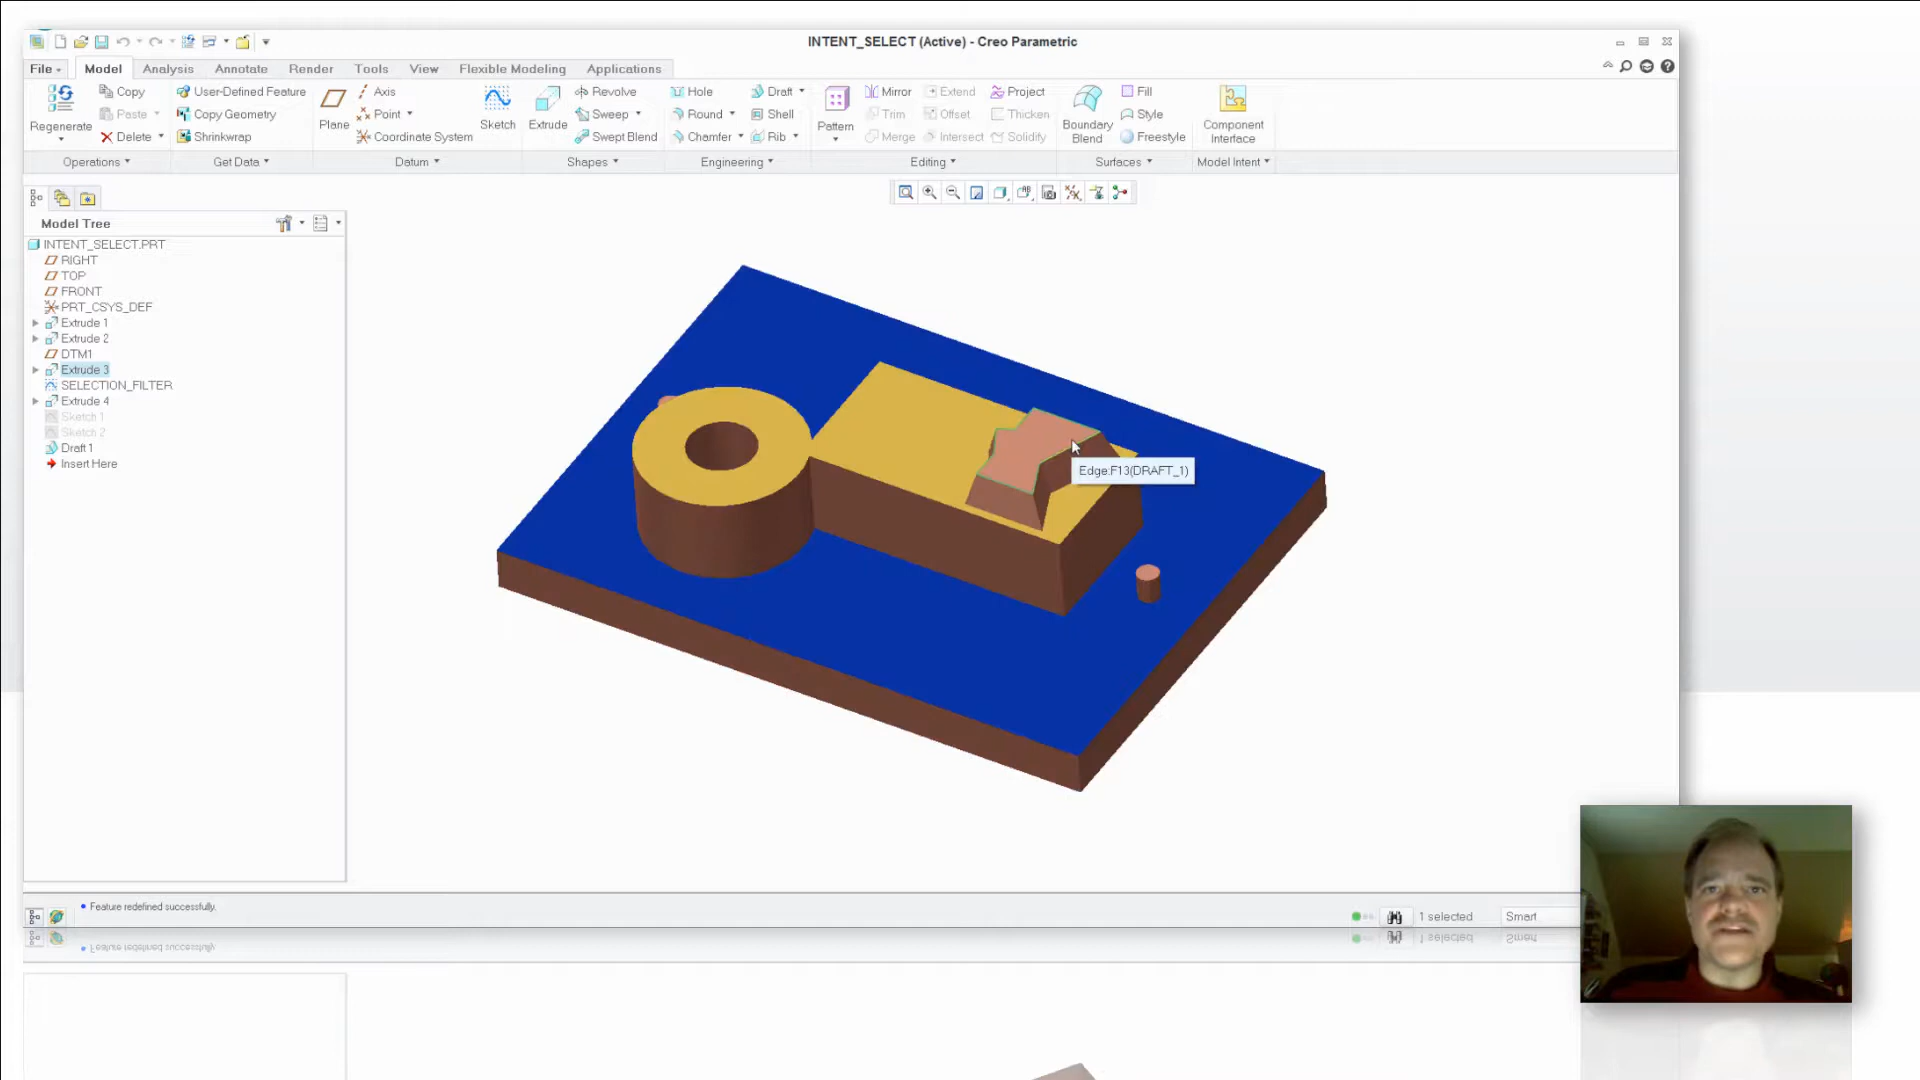 INTENT_SELECT (Active) - Creo Parametric
File Model Analysis Annotate Render Tools View Flexible Modeling Applications
Regenerate
Copy
Paste
Delete
Operations
User-Defined Feature
Copy Geometry
Shrinkwrap
Get Data
Plane
Axis
Point
Coordinate System
Datum
Sketch
Extrude
Revolve
Sweep
Swept Blend
Shapes
Hole
Round
Chamfer
Draft
Shell
Rib
Engineering
Pattern
Mirror
Trim
Merge
Extend
Offset
Intersect
Project
Thicken
Solidify
Editing
Boundary
Blend
Fill
Style
Freestyle
Surfaces
Component
Interface
Model Intent
Model Tree
INTENT_SELECT.PRT
RIGHT
TOP
FRONT
PRT_CSYS_DEF
Extrude 1
Extrude 2
DTM1
Extrude 3
SELECTION_FILTER
Extrude 4
Sketch 1
Sketch 2
Draft 1
Insert Here
Edge:F13(DRAFT_1)
Feature redefined successfully.
1 selected
Smart